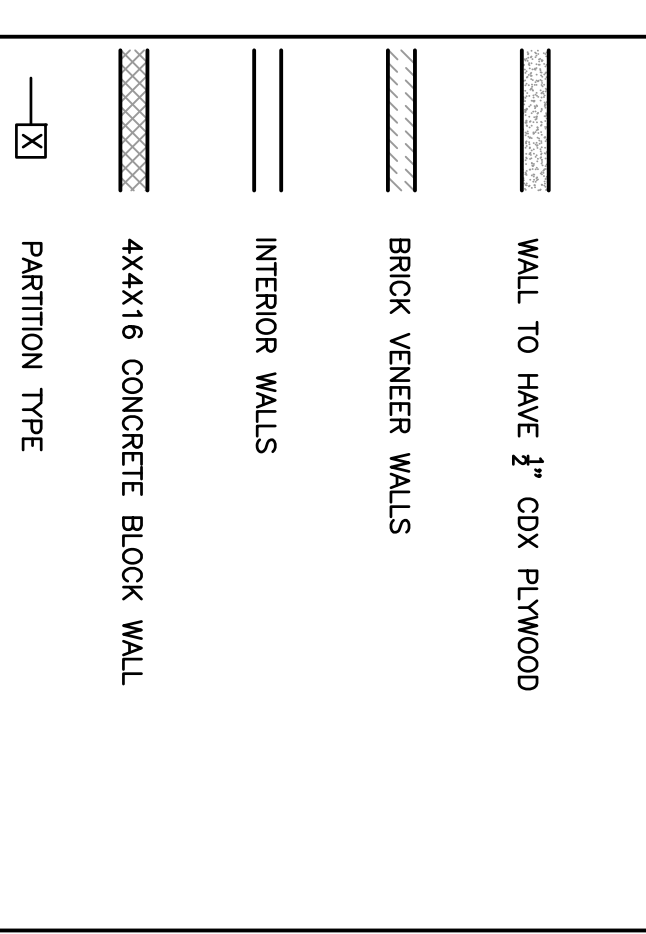 WALL TO HAVE ½" CDX PLYWOOD
BRICK VENEER WALLS
INTERIOR WALLS
4X4X16 CONCRETE BLOCK WALL
X PARTITION TYPE